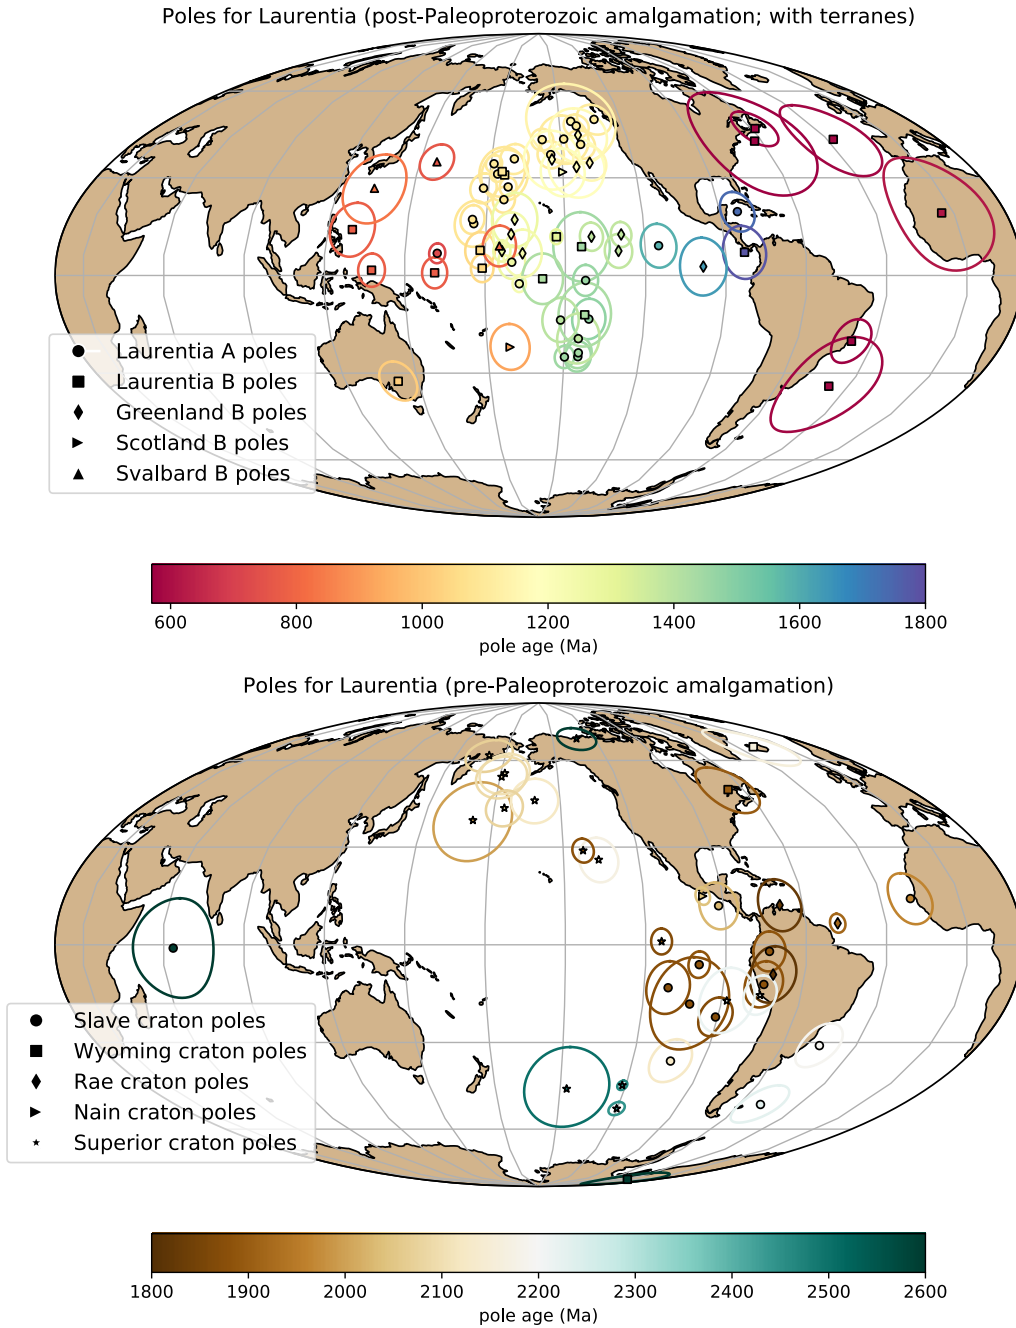 Poles for Laurentia (post-Paleoproterozoic amalgamation; with terranes)
Laurentia A poles
Laurentia B poles
Greenland B poles
Scotland B poles
Svalbard B poles
600 800 1000 1200 1400 1600 1800
pole age (Ma)
Poles for Laurentia (pre-Paleoproterozoic amalgamation)
Slave craton poles
Wyoming craton poles
Rae craton poles
Nain craton poles
Superior craton poles
1800 1900 2000 2100 2200 2300 2400 2500 2600
pole age (Ma)